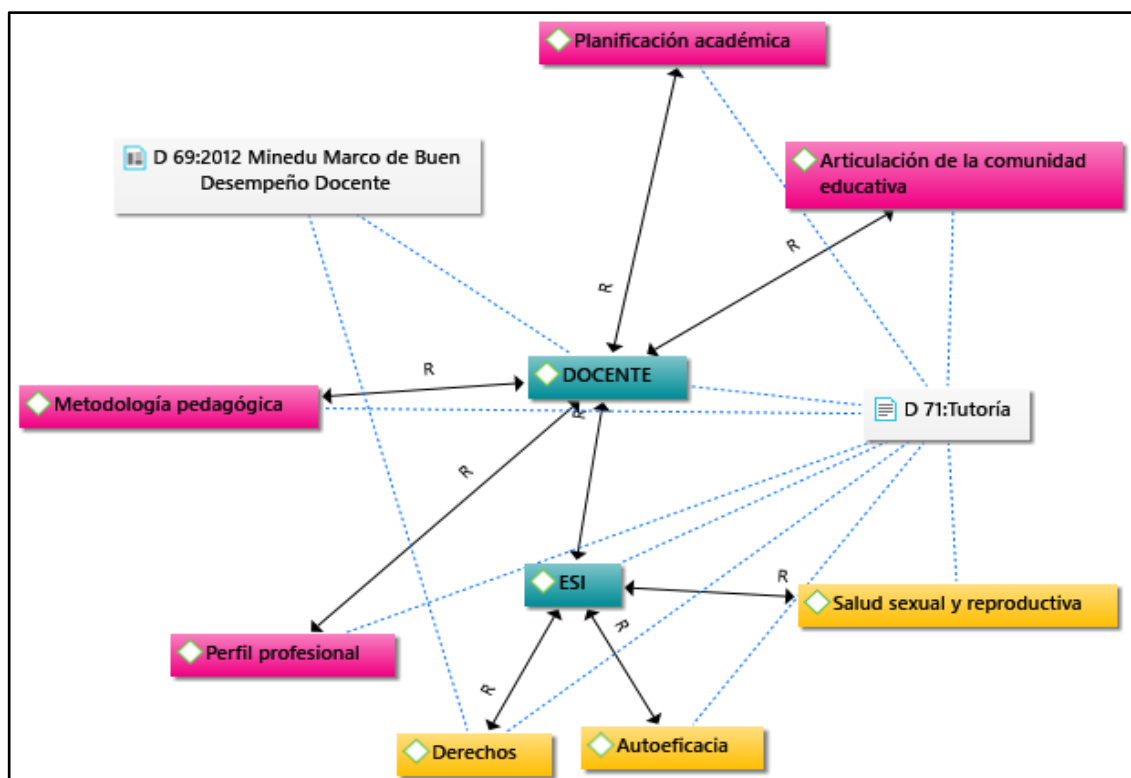 Planificación académica
D 69:2012 Minedu Marco de Buen
Desempeño Docente
Articulación de la comunidad
educativa
R
R
DOCENTE
R
Metodología pedagógica
D 71:Tutoría
R
R
ESI
R
Salud sexual y reproductiva
R
Perfil profesional
R
Derechos
Autoeficacia